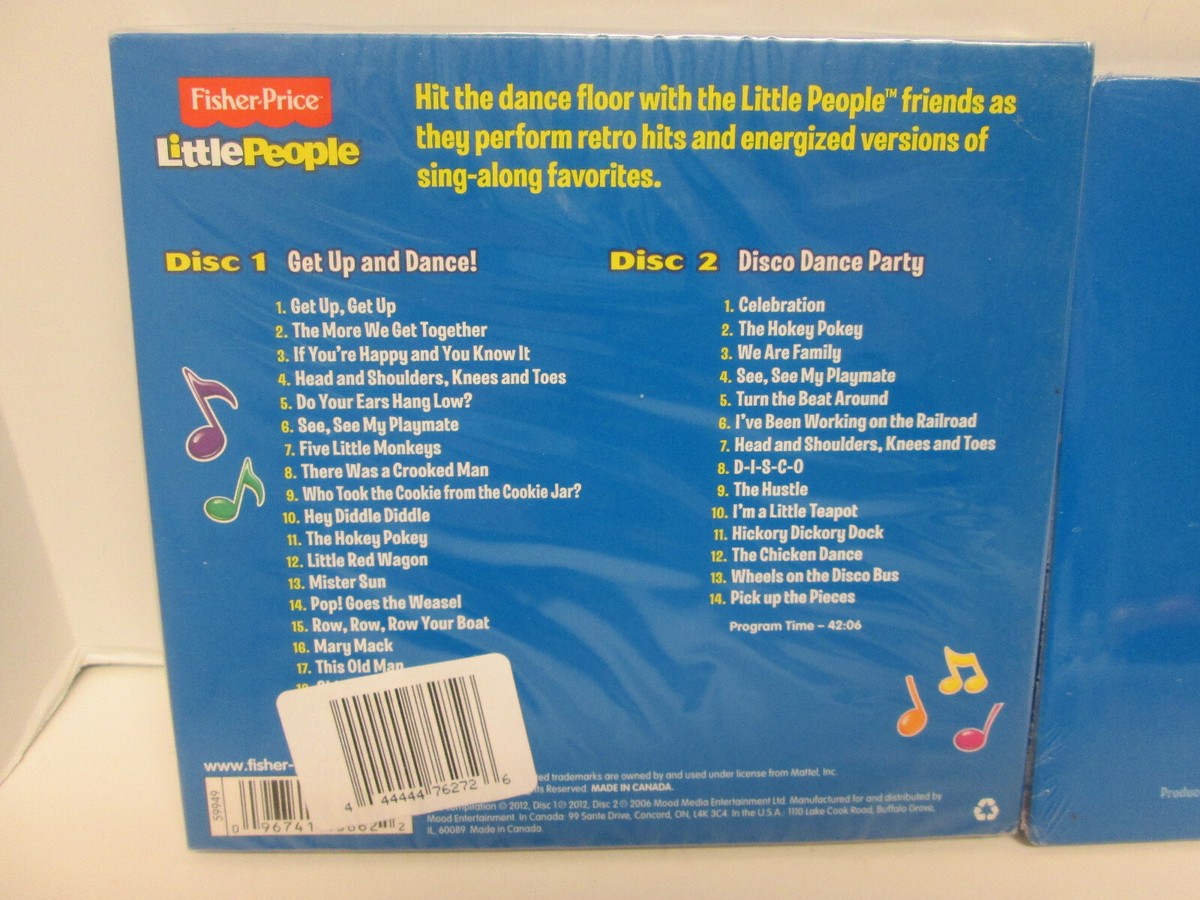 Fisher-Price
LittlePeople
Hit the dance floor with the Little People™ friends as
they perform retro hits and energized versions of
sing-along favorites.
Disc 1 Get Up and Dance!
1. Get Up, Get Up
2. The More We Get Together
3. If You're Happy and You Know It
4. Head and Shoulders, Knees and Toes
5. Do Your Ears Hang Low?
6. See, See My Playmate
7. Five Little Monkeys
8. There Was a Crooked Man
9. Who Took the Cookie from the Cookie Jar?
10. Hey Diddle Diddle
11. The Hokey Pokey
12. Little Red Wagon
13. Mister Sun
14. Pop! Goes the Weasel
15. Row, Row, Row Your Boat
16. Mary Mack
17. This Old Man
Disc 2 Disco Dance Party
1. Celebration
2. The Hokey Pokey
3. We Are Family
4. See, See My Playmate
5. Turn the Beat Around
6. I've Been Working on the Railroad
7. Head and Shoulders, Knees and Toes
8. D-I-S-C-O
9. The Hustle
10. I'm a Little Teapot
11. Hickory Dickory Dock
12. The Chicken Dance
13. Wheels on the Disco Bus
14. Pick up the Pieces
Program Time – 42:06
4 44444 76272 6
www.fisher-
59949
0 96741 2
trademarks are owned by and used under license from Mattel, Inc.
Reserved. MADE IN CANADA.
© 2012, Disc 1 ℗ 2012, Disc 2 ℗ © 2006 Mood Media Entertainment Ltd. Manufactured for and distributed by
Mood Entertainment. In Canada: 99 Sante Drive, Concord, ON, L4K 3C4. In the U.S.A.: 1110 Lake Cook Road, Buffalo Grove,
IL, 60089. Made in Canada.